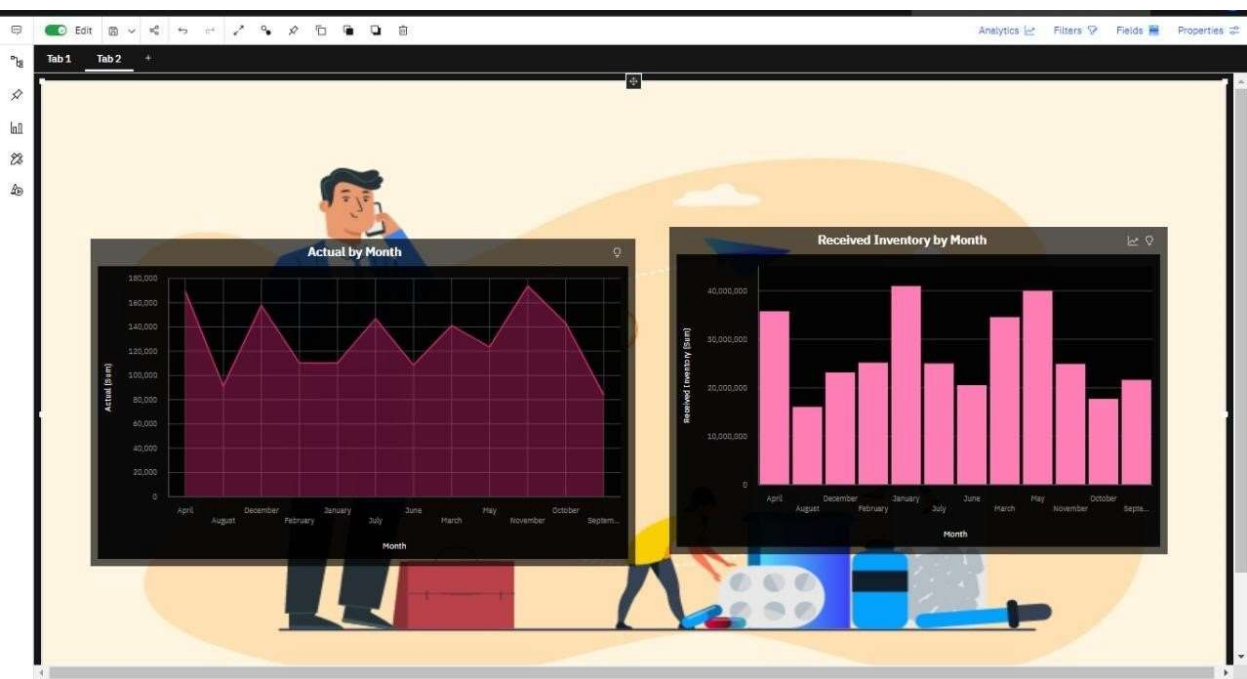 Edit
Analytics Filters Fields Properties
Tab 1 Tab 2 +
Actual by Month
180,000
160,000
140,000
120,000
100,000
80,000
60,000
40,000
20,000
0
Actual (Sum)
April December January June May October
August February July March November Septem...
Month
Received Inventory by Month
40,000,000
30,000,000
20,000,000
10,000,000
0
Received Inventory (Sum)
April December January June May October
August February July March November Septe...
Month